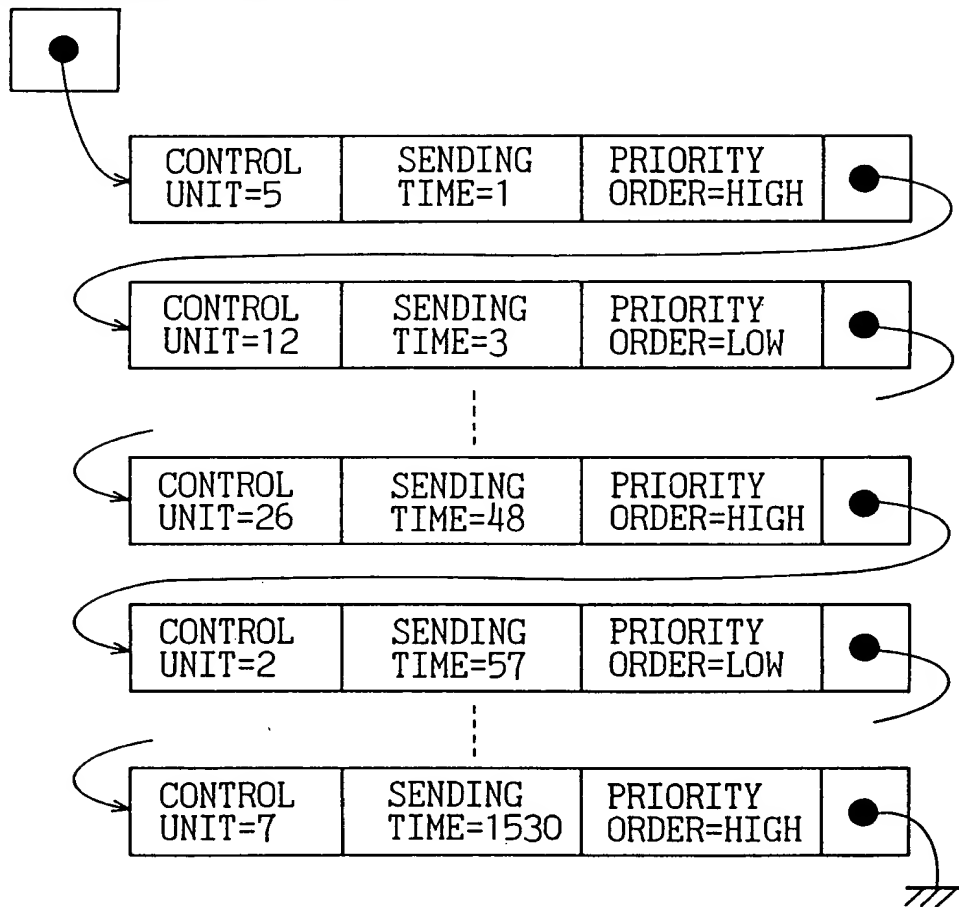 CONTROL SENDING PRIORITY
UNIT=5 TIME=1 ORDER=HIGH
CONTROL SENDING PRIORITY
UNIT=12 TIME=3 ORDER=LOW
CONTROL SENDING PRIORITY
UNIT=26 TIME=48 ORDER=HIGH
CONTROL SENDING PRIORITY
UNIT=2 TIME=57 ORDER=LOW
CONTROL SENDING PRIORITY
UNIT=7 TIME=1530 ORDER=HIGH